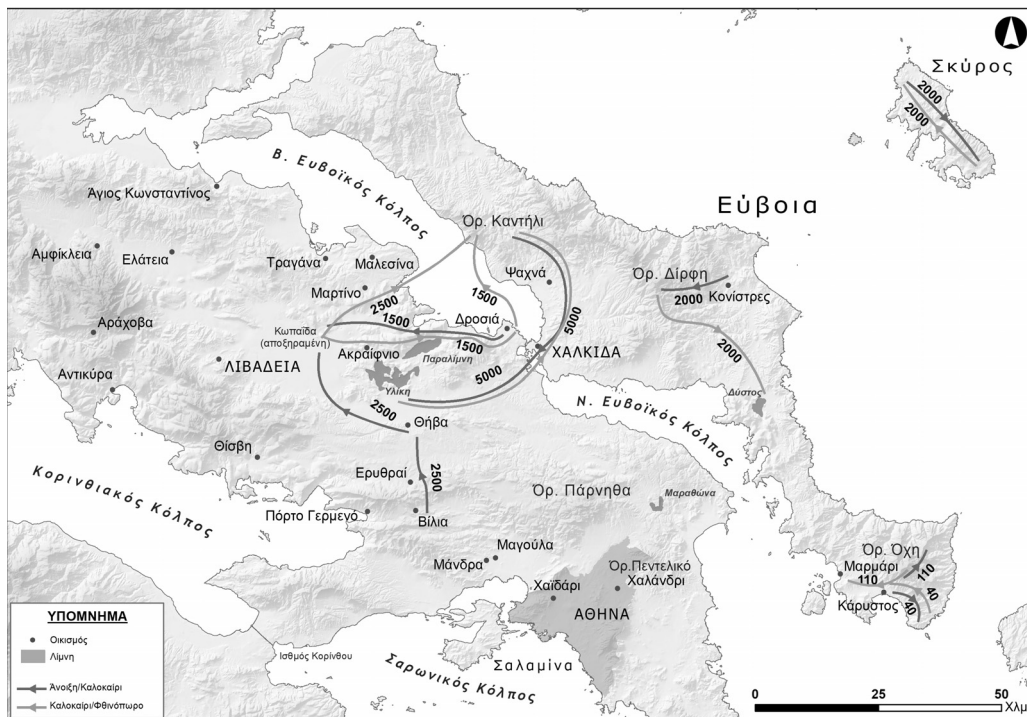 Σκύρος
2000
2000
Β. Ευβοϊκός Κόλπος
Άγιος Κωνσταντίνος
Εύβοια
Όρ. Καντήλι
Αμφίκλεια
Ελάτεια
Τραγάνα
Μαλεσίνα
Ψαχνά
Όρ. Δίρφη
Μαρτίνο
2500
1500
2000
Κονίστρες
1500
5000
Αράχοβα
Κωπαΐδα
(αποξηραμένη)
Δροσιά
Ακραίφνιο
1500
Παραλίμνη
ΧΑΛΚΙΔΑ
2000
ΛΙΒΑΔΕΙΑ
5000
Αντικύρα
Υλίκη
Δύστος
2500
Ν. Ευβοϊκός Κόλπος
Θήβα
Θίσβη
Ερυθραί
2500
Κορινθιακός Κόλπος
Όρ. Πάρνηθα
Μαραθώνα
Πόρτο Γερμενό
Βίλια
Μαγούλα
Μάνδρα
Όρ. Όχη
Μαρμάρι
110
110
Όρ.Πεντελικό
Χαϊδάρι
Χαλάνδρι
40
Κάρυστος
40
ΑΘΗΝΑ
ΥΠΟΜΝΗΜΑ
Οικισμός
Λίμνη
Άνοιξη/Καλοκαίρι
Καλοκαίρι/Φθινόπωρο
Ισθμός Κορίνθου
Σαλαμίνα
Σαρωνικός Κόλπος
0 25 50
Χλμ